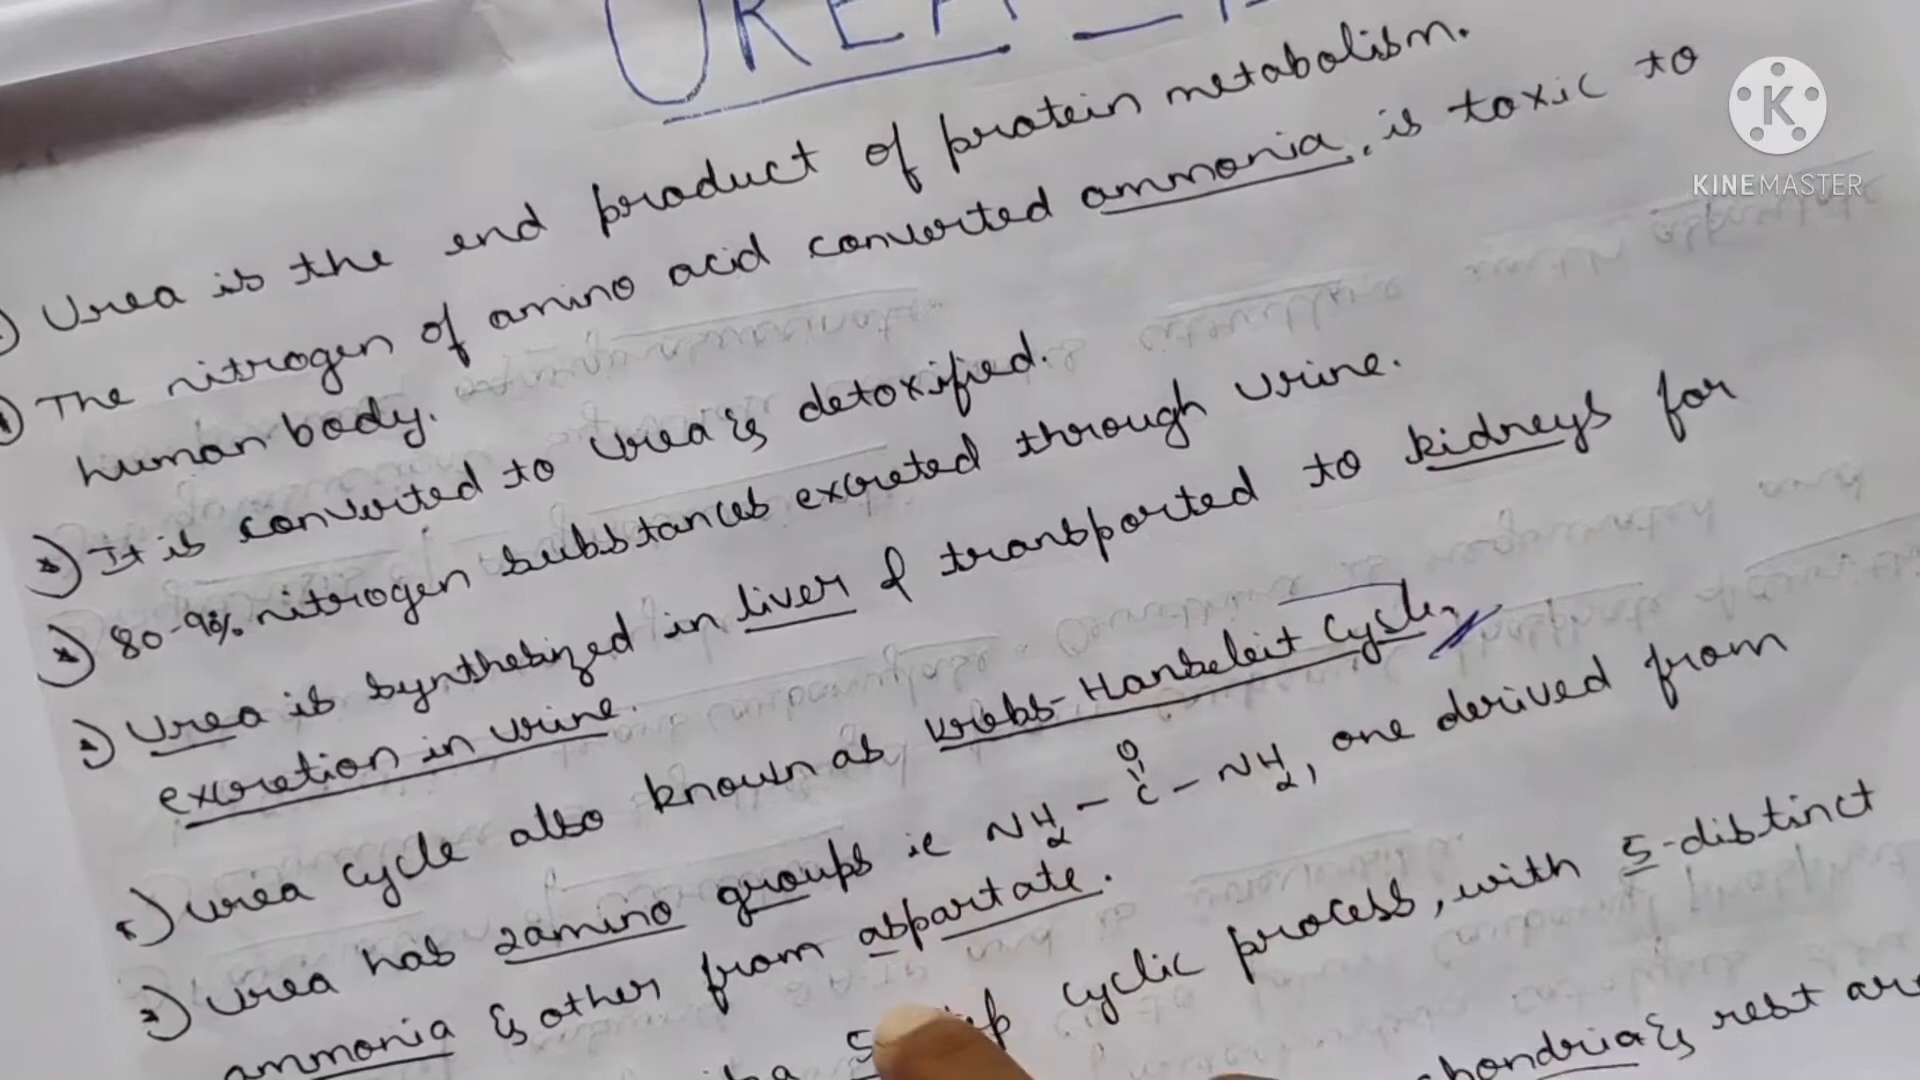 UREA
KINEMASTER
Urea is the end product of protein metabolism.
The nitrogen of amino acid converted ammonia, is toxic to
human body.
It is converted to urea & detoxified.
80-90% nitrogen substances excreted through urine.
Urea is synthesized in liver & transported to kidneys for
excretion in urine.
Urea cycle also known as Krebs-Hanseleit Cycle.
Urea has 2 amino groups ie NH2 - C - NH2, one derived from
O
ammonia & other from aspartate.
5 cyclic process, with 5-distinct
& rest are